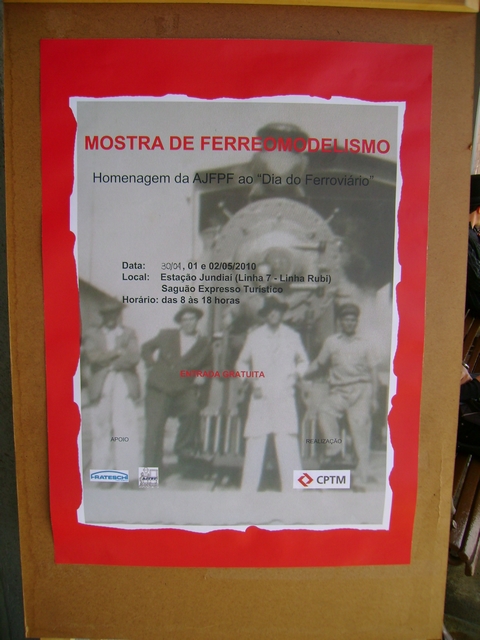 MOSTRA DE FERREOMODELISMO
Homenagem da AJFPF ao "Dia do Ferroviário"
Data: 30/04, 01 e 02/05/2010
Local: Estação Jundiaí (Linha 7 - Linha Rubi)
Saguão Expresso Turístico
Horário: das 8 às 18 horas
ENTRADA GRATUITA
APOIO
REALIZAÇÃO
FRATESCHI
CPTM